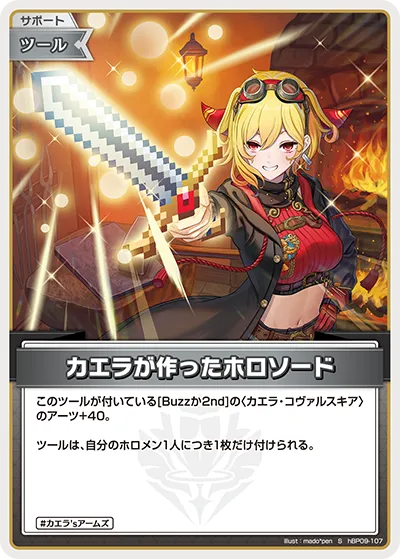 サポート
ツール
カエラが作ったホロソード
このツールが付いている[Buzzか2nd]の〈カエラ・コヴァルスキア〉
のアーツ+40。
ツールは、自分のホロメン1人につき1枚だけ付けられる。
#カエラ'sアームズ
illust : mado*pen S hBP09-107